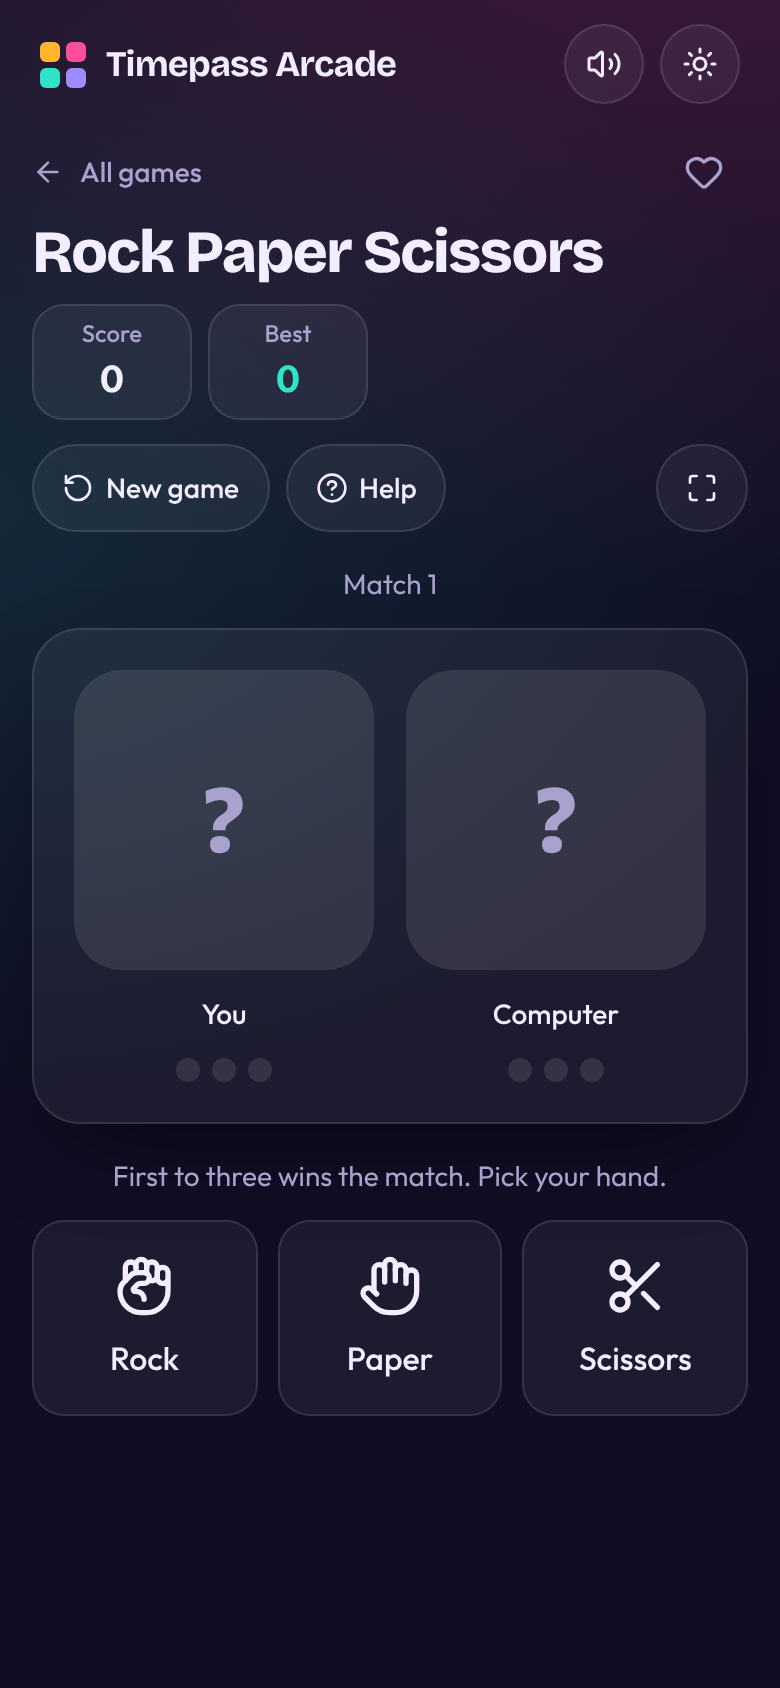 Timepass Arcade
All games
Rock Paper Scissors
Score
0
Best
0
New game
Help
Match 1
?
?
You
Computer
First to three wins the match. Pick your hand.
Rock
Paper
Scissors